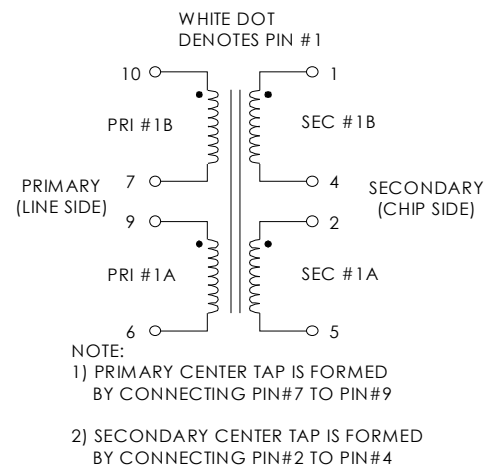 WHITE DOT
DENOTES PIN #1
10 1
PRI #1B SEC #1B
7 4
PRIMARY
(LINE SIDE)
SECONDARY
(CHIP SIDE)
9 2
PRI #1A SEC #1A
6 5
NOTE:
1) PRIMARY CENTER TAP IS FORMED
BY CONNECTING PIN#7 TO PIN#9
2) SECONDARY CENTER TAP IS FORMED
BY CONNECTING PIN#2 TO PIN#4